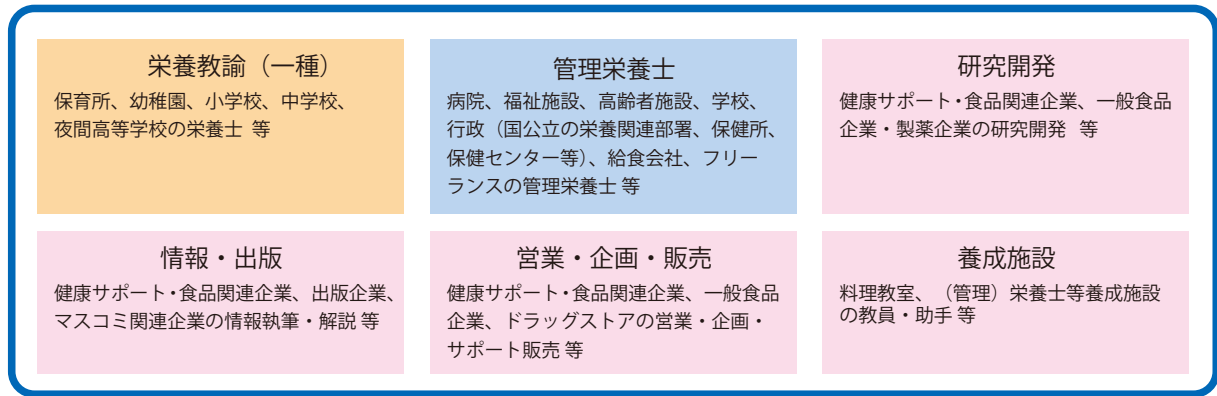 栄養教諭（一種）
保育所、幼稚園、小学校、中学校、
夜間高等学校の栄養士 等
管理栄養士
病院、福祉施設、高齢者施設、学校、
行政（国公立の栄養関連部署、保健所、
保健センター等）、給食会社、フリー
ランスの管理栄養士 等
研究開発
健康サポート・食品関連企業、一般食品
企業・製薬企業の研究開発 等
情報・出版
健康サポート・食品関連企業、出版企業、
マスコミ関連企業の情報執筆・解説 等
営業・企画・販売
健康サポート・食品関連企業、一般食品
企業、ドラッグストアの営業・企画・
サポート販売 等
養成施設
料理教室、（管理）栄養士等養成施設
の教員・助手 等